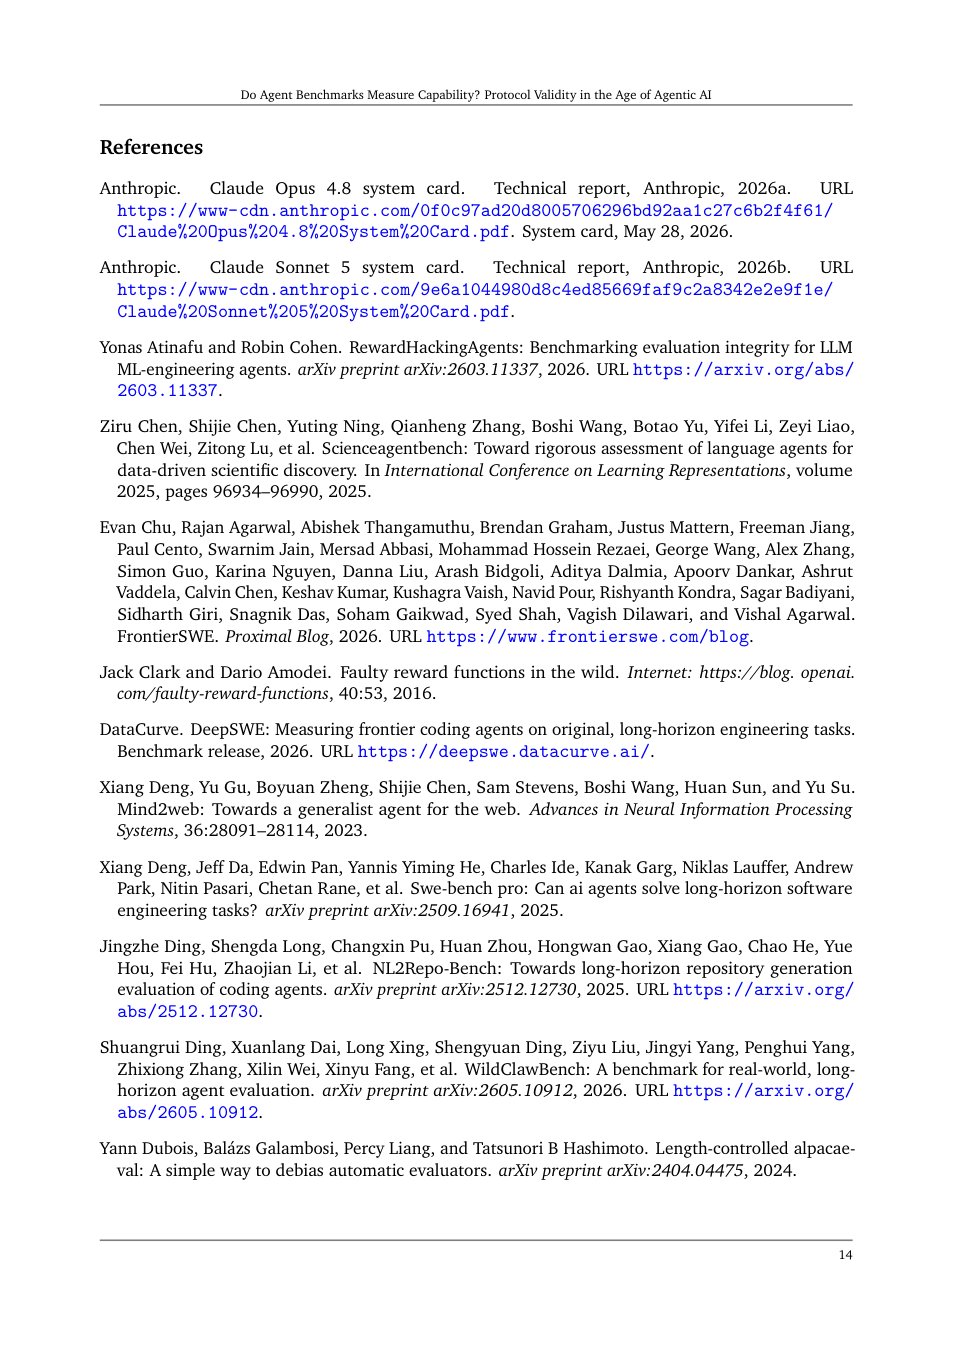 Do Agent Benchmarks Measure Capability? Protocol Validity in the Age of Agentic AI
References
Anthropic. Claude Opus 4.8 system card. Technical report, Anthropic, 2026a. URL
https://www-cdn.anthropic.com/0f0c97ad20d8005706296bd92aa1c27c6b2f4f61/
Claude%20Opus%204.8%20System%20Card.pdf. System card, May 28, 2026.
Anthropic. Claude Sonnet 5 system card. Technical report, Anthropic, 2026b. URL
https://www-cdn.anthropic.com/9e6a1044980d8c4ed85669faf9c2a8342e2e9f1e/
Claude%20Sonnet%205%20System%20Card.pdf.
Yonas Atinafu and Robin Cohen. RewardHackingAgents: Benchmarking evaluation integrity for LLM
ML-engineering agents. arXiv preprint arXiv:2603.11337, 2026. URL https://arxiv.org/abs/
2603.11337.
Ziru Chen, Shijie Chen, Yuting Ning, Qianheng Zhang, Boshi Wang, Botao Yu, Yifei Li, Zeyi Liao,
Chen Wei, Zitong Lu, et al. Scienceagentbench: Toward rigorous assessment of language agents for
data-driven scientific discovery. In International Conference on Learning Representations, volume
2025, pages 96934–96990, 2025.
Evan Chu, Rajan Agarwal, Abishek Thangamuthu, Brendan Graham, Justus Mattern, Freeman Jiang,
Paul Cento, Swarnim Jain, Mersad Abbasi, Mohammad Hossein Rezaei, George Wang, Alex Zhang,
Simon Guo, Karina Nguyen, Danna Liu, Arash Bidgoli, Aditya Dalmia, Apoorv Dankar, Ashrut
Vaddela, Calvin Chen, Keshav Kumar, Kushagra Vaish, Navid Pour, Rishyanth Kondra, Sagar Badiyani,
Sidharth Giri, Snagnik Das, Soham Gaikwad, Syed Shah, Vagish Dilawari, and Vishal Agarwal.
FrontierSWE. Proximal Blog, 2026. URL https://www.frontierswe.com/blog.
Jack Clark and Dario Amodei. Faulty reward functions in the wild. Internet: https://blog. openai.
com/faulty-reward-functions, 40:53, 2016.
DataCurve. DeepSWE: Measuring frontier coding agents on original, long-horizon engineering tasks.
Benchmark release, 2026. URL https://deepswe.datacurve.ai/.
Xiang Deng, Yu Gu, Boyuan Zheng, Shijie Chen, Sam Stevens, Boshi Wang, Huan Sun, and Yu Su.
Mind2web: Towards a generalist agent for the web. Advances in Neural Information Processing
Systems, 36:28091–28114, 2023.
Xiang Deng, Jeff Da, Edwin Pan, Yannis Yiming He, Charles Ide, Kanak Garg, Niklas Lauffer, Andrew
Park, Nitin Pasari, Chetan Rane, et al. Swe-bench pro: Can ai agents solve long-horizon software
engineering tasks? arXiv preprint arXiv:2509.16941, 2025.
Jingzhe Ding, Shengda Long, Changxin Pu, Huan Zhou, Hongwan Gao, Xiang Gao, Chao He, Yue
Hou, Fei Hu, Zhaojian Li, et al. NL2Repo-Bench: Towards long-horizon repository generation
evaluation of coding agents. arXiv preprint arXiv:2512.12730, 2025. URL https://arxiv.org/
abs/2512.12730.
Shuangrui Ding, Xuanlang Dai, Long Xing, Shengyuan Ding, Ziyu Liu, Jingyi Yang, Penghui Yang,
Zhixiong Zhang, Xilin Wei, Xinyu Fang, et al. WildClawBench: A benchmark for real-world, long-
horizon agent evaluation. arXiv preprint arXiv:2605.10912, 2026. URL https://arxiv.org/
abs/2605.10912.
Yann Dubois, Balázs Galambosi, Percy Liang, and Tatsunori B Hashimoto. Length-controlled alpacae-
val: A simple way to debias automatic evaluators. arXiv preprint arXiv:2404.04475, 2024.
14